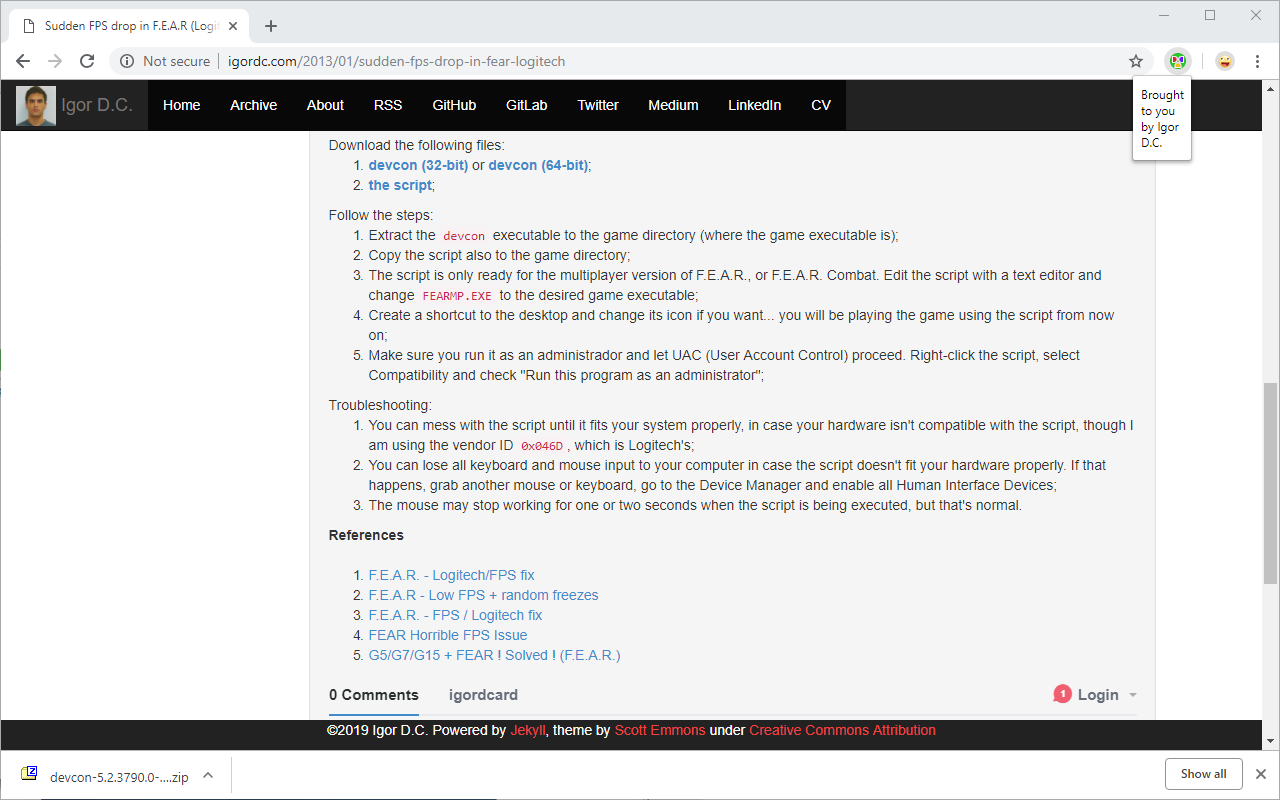 Sudden FPS drop in F.E.A.R (Logit
Not secure
igordc.com/2013/01/sudden-fps-drop-in-fear-logitech
Brought
to you
by Igor
D.C.
Igor D.C.
Home
Archive
About
RSS
GitHub
GitLab
Twitter
Medium
LinkedIn
CV
Download the following files:
1. devcon (32-bit) or devcon (64-bit);
2. the script;
Follow the steps:
1. Extract the devcon executable to the game directory (where the game executable is);
2. Copy the script also to the game directory;
3. The script is only ready for the multiplayer version of F.E.A.R., or F.E.A.R. Combat. Edit the script with a text editor and
change FEARMP.EXE to the desired game executable;
4. Create a shortcut to the desktop and change its icon if you want... you will be playing the game using the script from now
on;
5. Make sure you run it as an administrador and let UAC (User Account Control) proceed. Right-click the script, select
Compatibility and check "Run this program as an administrator";
Troubleshooting:
1. You can mess with the script until it fits your system properly, in case your hardware isn't compatible with the script, though I
am using the vendor ID 0x046D, which is Logitech's;
2. You can lose all keyboard and mouse input to your computer in case the script doesn't fit your hardware properly. If that
happens, grab another mouse or keyboard, go to the Device Manager and enable all Human Interface Devices;
3. The mouse may stop working for one or two seconds when the script is being executed, but that's normal.
References
1. F.E.A.R. - Logitech/FPS fix
2. F.E.A.R - Low FPS + random freezes
3. F.E.A.R. - FPS / Logitech fix
4. FEAR Horrible FPS Issue
5. G5/G7/G15 + FEAR ! Solved ! (F.E.A.R.)
0 Comments
igordcard
1
Login
©2019 Igor D.C. Powered by Jekyll, theme by Scott Emmons under Creative Commons Attribution
devcon-5.2.3790.0-....zip
Show all